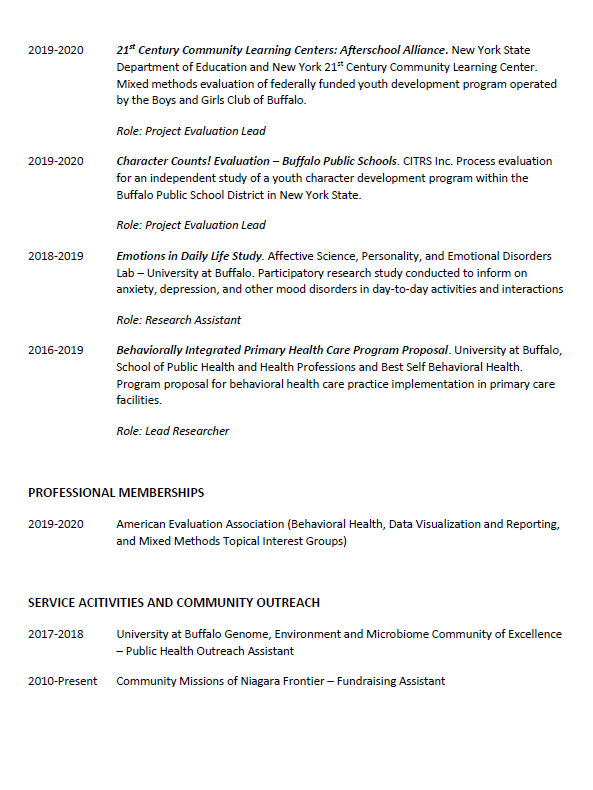 2019-2020 21st Century Community Learning Centers: Afterschool Alliance. New York State
Department of Education and New York 21st Century Community Learning Center.
Mixed methods evaluation of federally funded youth development program operated
by the Boys and Girls Club of Buffalo.
Role: Project Evaluation Lead
2019-2020 Character Counts! Evaluation – Buffalo Public Schools. CITRS Inc. Process evaluation
for an independent study of a youth character development program within the
Buffalo Public School District in New York State.
Role: Project Evaluation Lead
2018-2019 Emotions in Daily Life Study. Affective Science, Personality, and Emotional Disorders
Lab – University at Buffalo. Participatory research study conducted to inform on
anxiety, depression, and other mood disorders in day-to-day activities and interactions
Role: Research Assistant
2016-2019 Behaviorally Integrated Primary Health Care Program Proposal. University at Buffalo,
School of Public Health and Health Professions and Best Self Behavioral Health.
Program proposal for behavioral health care practice implementation in primary care
facilities.
Role: Lead Researcher
PROFESSIONAL MEMBERSHIPS
2019-2020 American Evaluation Association (Behavioral Health, Data Visualization and Reporting,
and Mixed Methods Topical Interest Groups)
SERVICE ACITIVITIES AND COMMUNITY OUTREACH
2017-2018 University at Buffalo Genome, Environment and Microbiome Community of Excellence
– Public Health Outreach Assistant
2010-Present Community Missions of Niagara Frontier – Fundraising Assistant